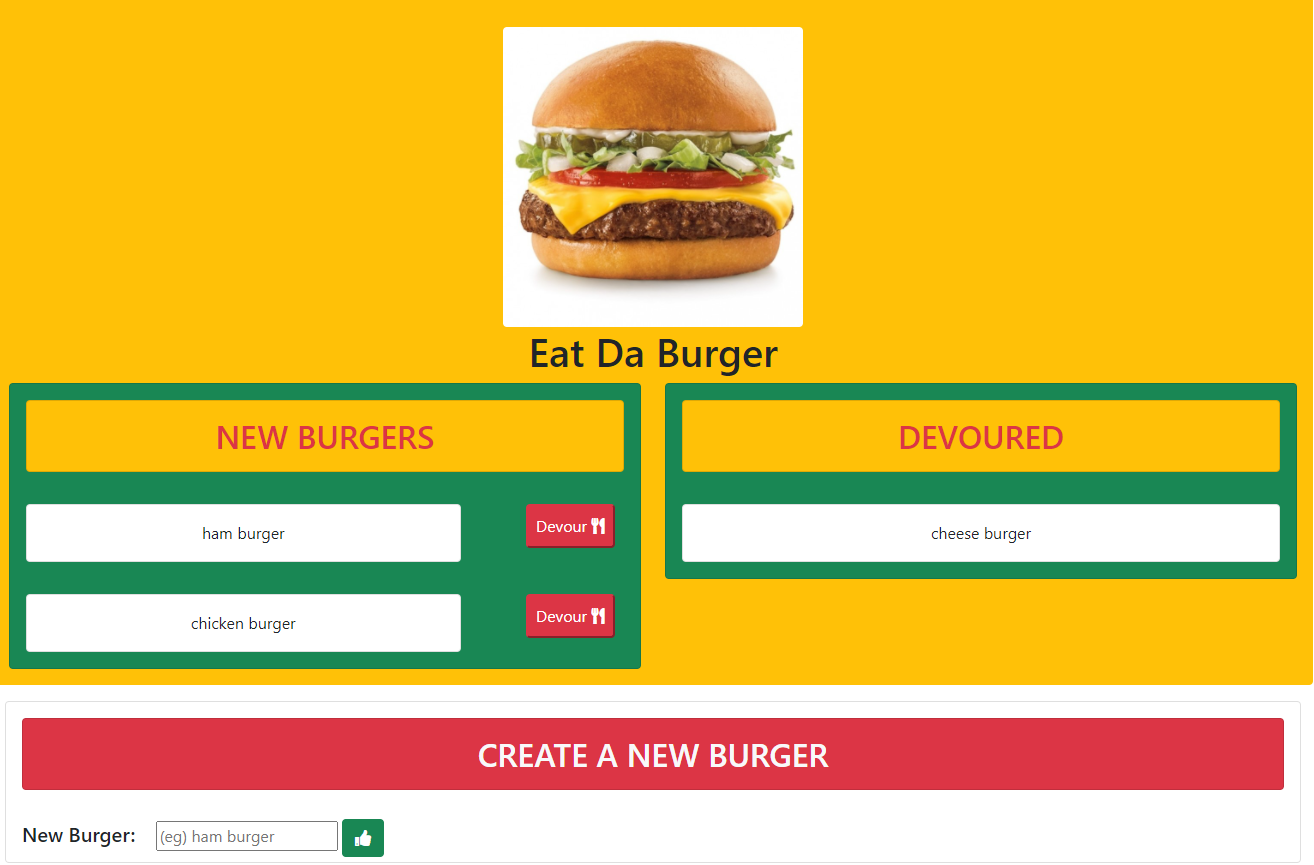 Eat Da Burger
NEW BURGERS
ham burger
Devour
chicken burger
Devour
DEVOURED
cheese burger
CREATE A NEW BURGER
New Burger: (eg) ham burger